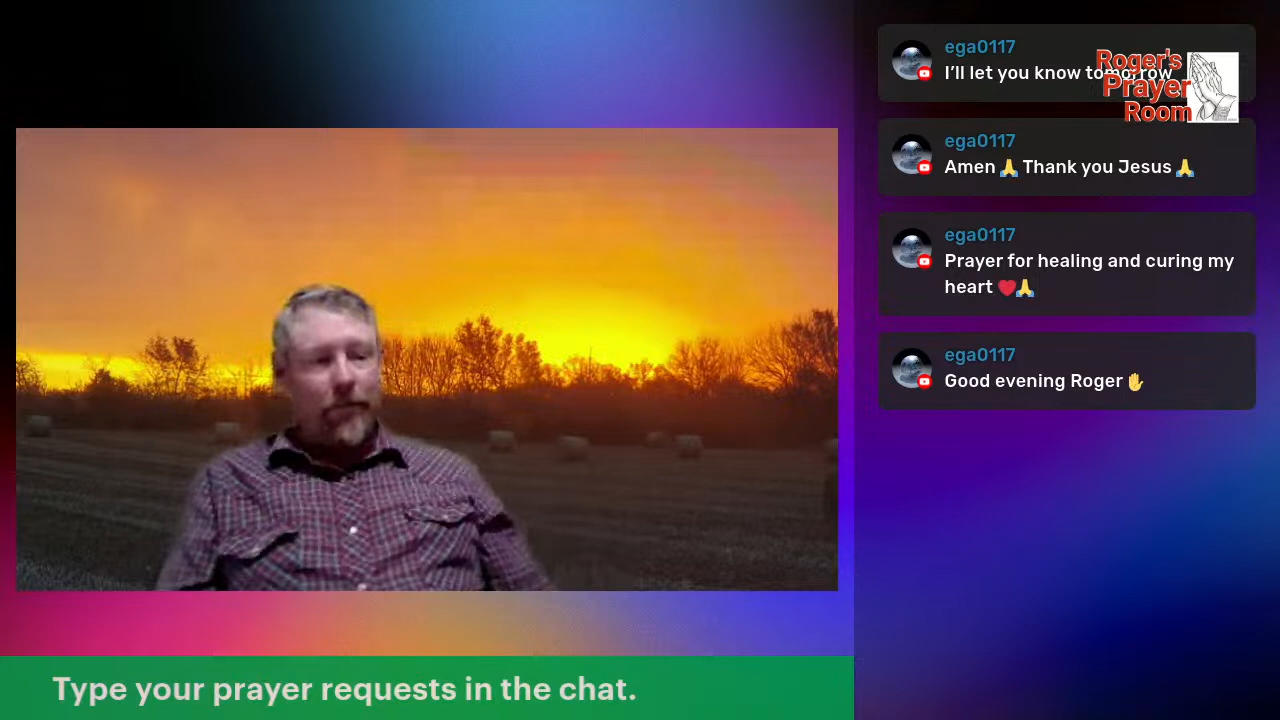 ega0117
I'll let you know tomorrow
Roger's
Prayer
Room
ega0117
Amen 🙏 Thank you Jesus 🙏
ega0117
Prayer for healing and curing my
heart ❤️🙏
ega0117
Good evening Roger ✋
Type your prayer requests in the chat.